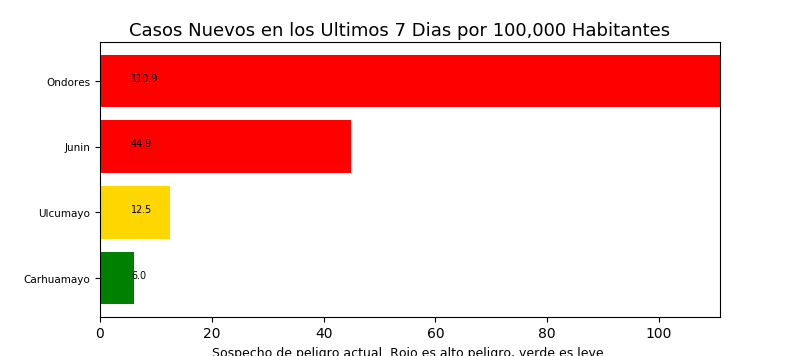 Casos Nuevos en los Ultimos 7 Dias por 100,000 Habitantes
Ondores 110.9
Junin 44.9
Ulcumayo 12.5
Carhuamayo 6.0
0 20 40 60 80 100
Sospecho de peligro actual. Rojo es alto peligro, verde es leve